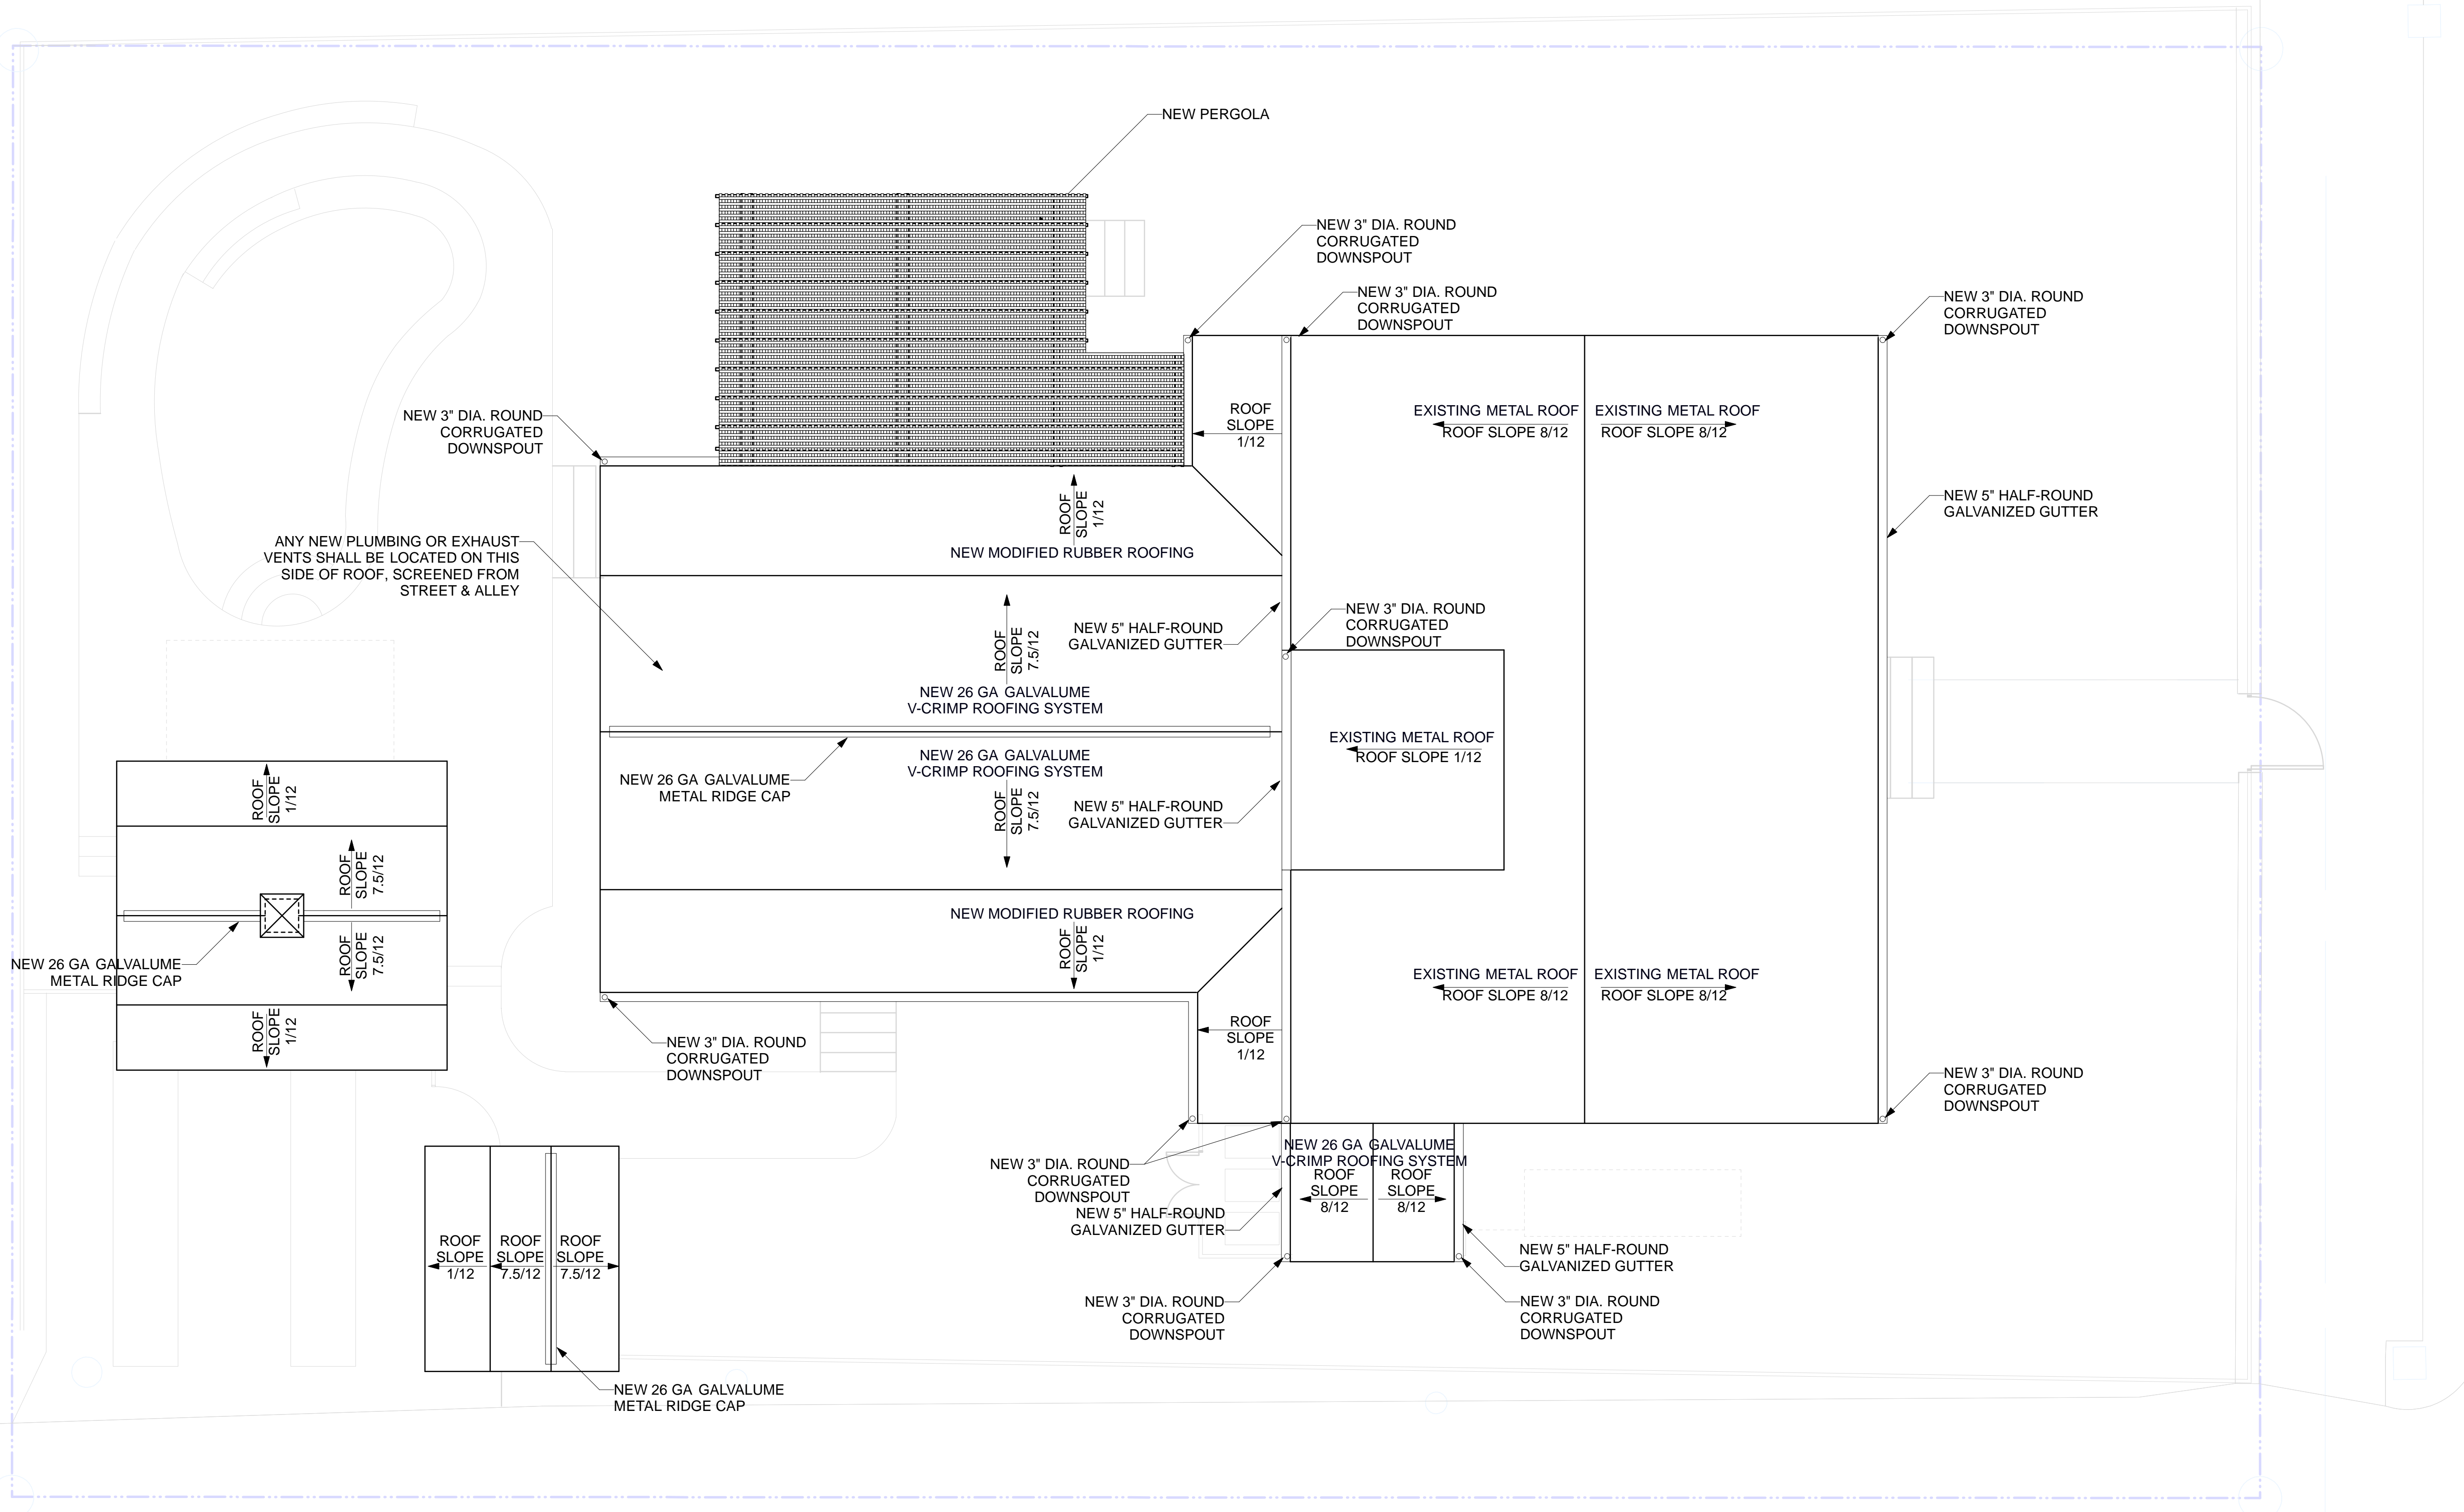 NEW PERGOLA
NEW 3" DIA. ROUND
CORRUGATED
DOWNSPOUT
NEW 3" DIA. ROUND
CORRUGATED
DOWNSPOUT
NEW 3" DIA. ROUND
CORRUGATED
DOWNSPOUT
NEW 3" DIA. ROUND
CORRUGATED
DOWNSPOUT
ROOF
SLOPE
1/12
EXISTING METAL ROOF
ROOF SLOPE 8/12
EXISTING METAL ROOF
ROOF SLOPE 8/12
NEW 5" HALF-ROUND
GALVANIZED GUTTER
ROOF
SLOPE
1/12
NEW MODIFIED RUBBER ROOFING
ANY NEW PLUMBING OR EXHAUST
VENTS SHALL BE LOCATED ON THIS
SIDE OF ROOF, SCREENED FROM
STREET & ALLEY
NEW 3" DIA. ROUND
CORRUGATED
DOWNSPOUT
NEW 5" HALF-ROUND
GALVANIZED GUTTER
ROOF
SLOPE
7.5/12
NEW 26 GA GALVALUME
V-CRIMP ROOFING SYSTEM
EXISTING METAL ROOF
ROOF SLOPE 1/12
NEW 26 GA GALVALUME
V-CRIMP ROOFING SYSTEM
NEW 26 GA GALVALUME
METAL RIDGE CAP
ROOF
SLOPE
7.5/12
NEW 5" HALF-ROUND
GALVANIZED GUTTER
ROOF
SLOPE
1/12
ROOF
SLOPE
7.5/12
ROOF
SLOPE
7.5/12
NEW 26 GA GALVALUME
METAL RIDGE CAP
ROOF
SLOPE
1/12
NEW MODIFIED RUBBER ROOFING
ROOF
SLOPE
1/12
EXISTING METAL ROOF
ROOF SLOPE 8/12
EXISTING METAL ROOF
ROOF SLOPE 8/12
ROOF
SLOPE
1/12
NEW 3" DIA. ROUND
CORRUGATED
DOWNSPOUT
NEW 3" DIA. ROUND
CORRUGATED
DOWNSPOUT
NEW 26 GA GALVALUME
V-CRIMP ROOFING SYSTEM
ROOF
SLOPE
8/12
ROOF
SLOPE
8/12
NEW 3" DIA. ROUND
CORRUGATED
DOWNSPOUT
NEW 5" HALF-ROUND
GALVANIZED GUTTER
ROOF
SLOPE
1/12
ROOF
SLOPE
7.5/12
ROOF
SLOPE
7.5/12
NEW 5" HALF-ROUND
GALVANIZED GUTTER
NEW 3" DIA. ROUND
CORRUGATED
DOWNSPOUT
NEW 3" DIA. ROUND
CORRUGATED
DOWNSPOUT
NEW 26 GA GALVALUME
METAL RIDGE CAP